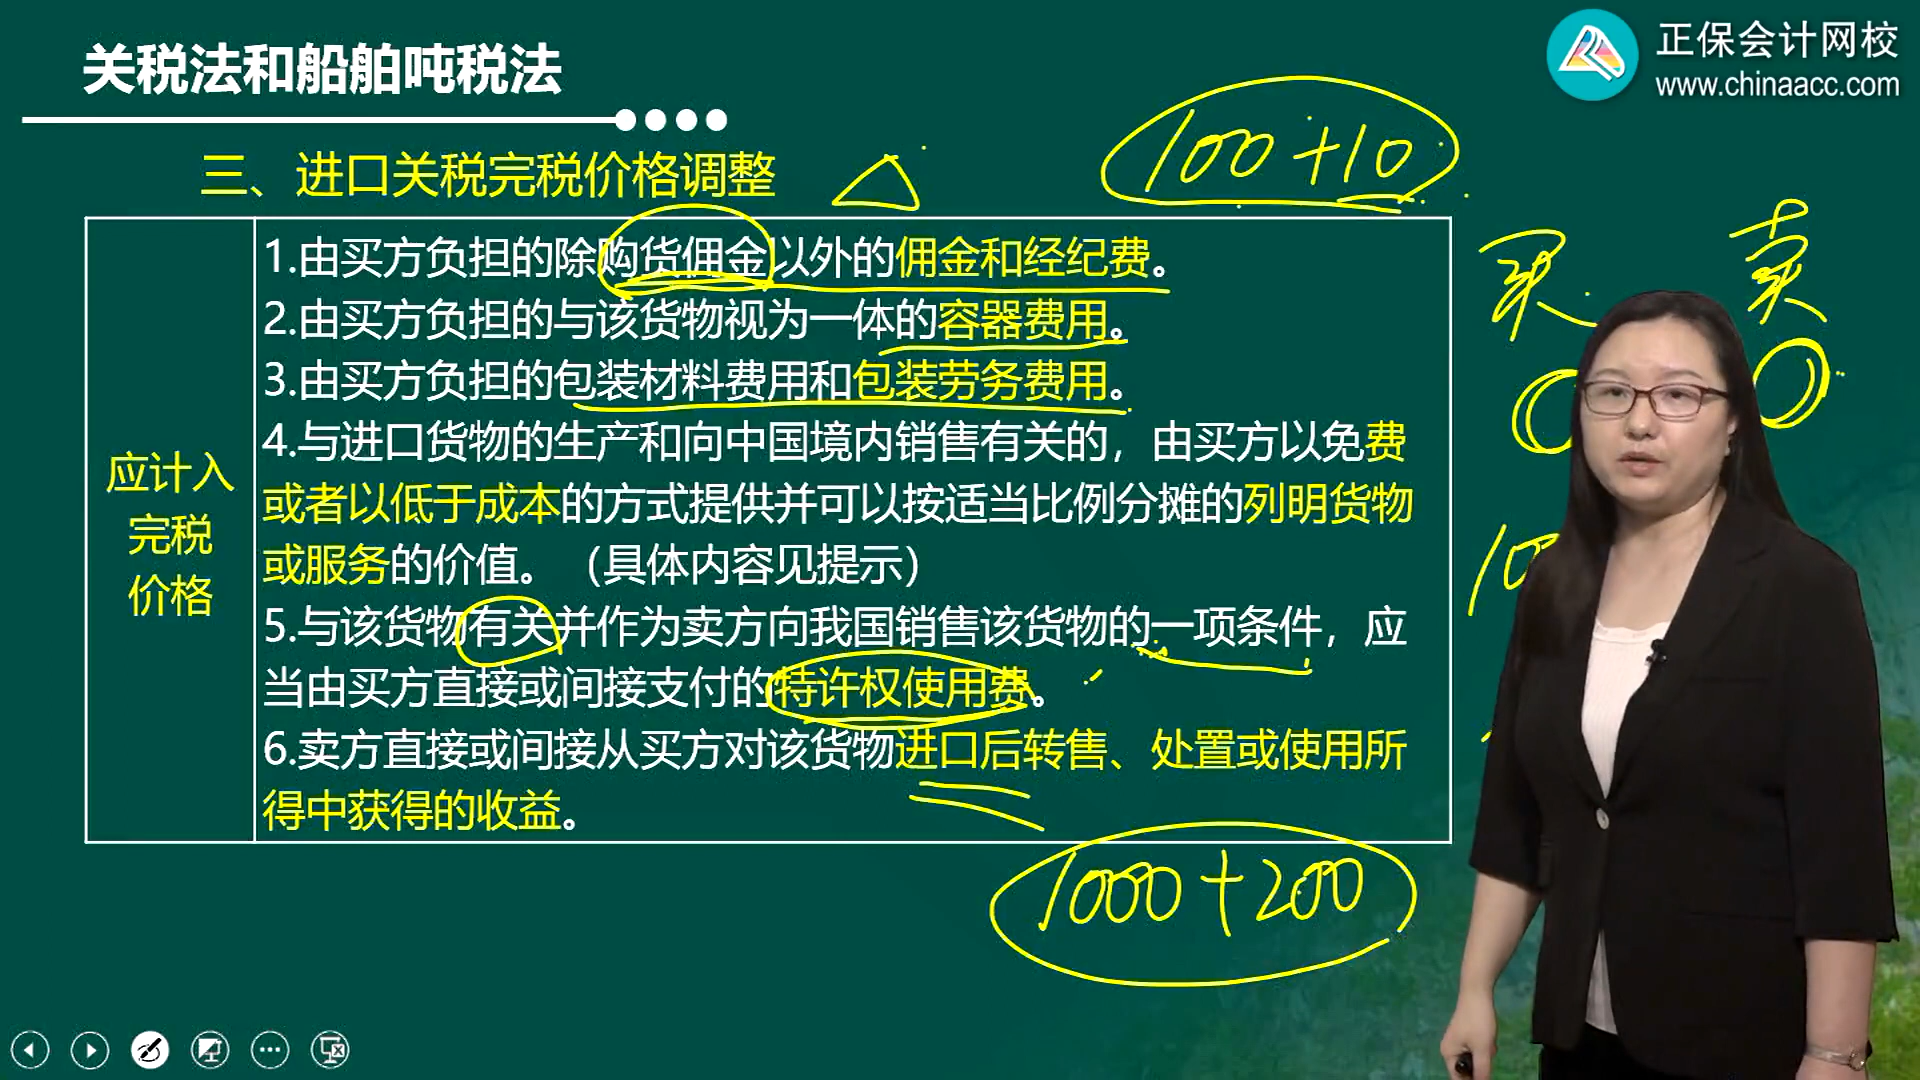 关税法和船舶吨税法
正保会计网校
www.chinaacc.com
三、进口关税完税价格调整
100+10
买 卖
应计入
完税
价格
1.由买方负担的除购货佣金以外的佣金和经纪费。
2.由买方负担的与该货物视为一体的容器费用。
3.由买方负担的包装材料费用和包装劳务费用。
4.与进口货物的生产和向中国境内销售有关的，由买方以免费
或者以低于成本的方式提供并可以按适当比例分摊的列明货物
或服务的价值。（具体内容见提示）
5.与该货物有关并作为卖方向我国销售该货物的一项条件，应
当由买方直接或间接支付的特许权使用费。
6.卖方直接或间接从买方对该货物进口后转售、处置或使用所
得中获得的收益。
1000+200